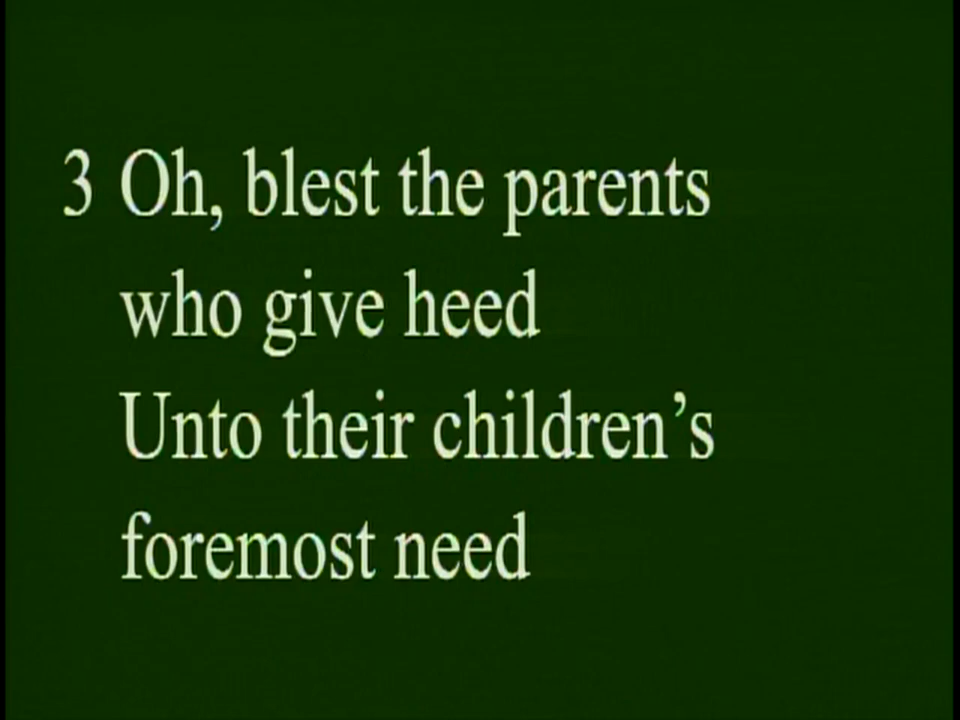 3 Oh, blest the parents
who give heed
Unto their children’s
foremost need